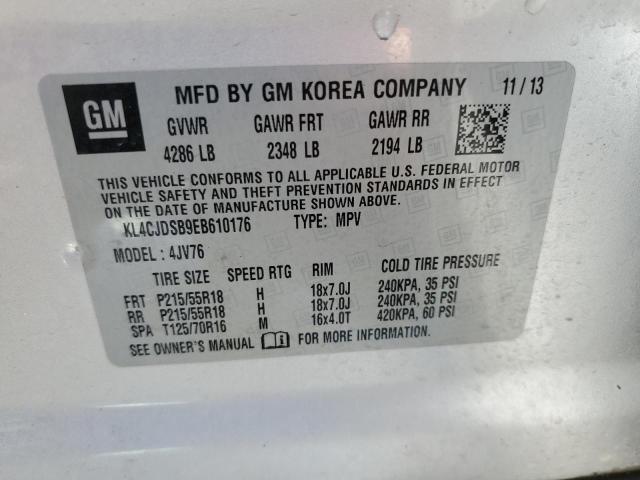 GM MFD BY GM KOREA COMPANY 11/13
GVWR GAWR FRT GAWR RR
4286 LB 2348 LB 2194 LB
THIS VEHICLE CONFORMS TO ALL APPLICABLE U.S. FEDERAL MOTOR
VEHICLE SAFETY AND THEFT PREVENTION STANDARDS IN EFFECT
ON THE DATE OF MANUFACTURE SHOWN ABOVE.
KL4CJDSB9EB610176 TYPE: MPV
MODEL: 4JV76
TIRE SIZE SPEED RTG RIM COLD TIRE PRESSURE
FRT P215/55R18 H 18x7.0J 240KPA, 35 PSI
RR P215/55R18 H 18x7.0J 240KPA, 35 PSI
SPA T125/70R16 M 16x4.0T 420KPA, 60 PSI
SEE OWNER'S MANUAL FOR MORE INFORMATION.